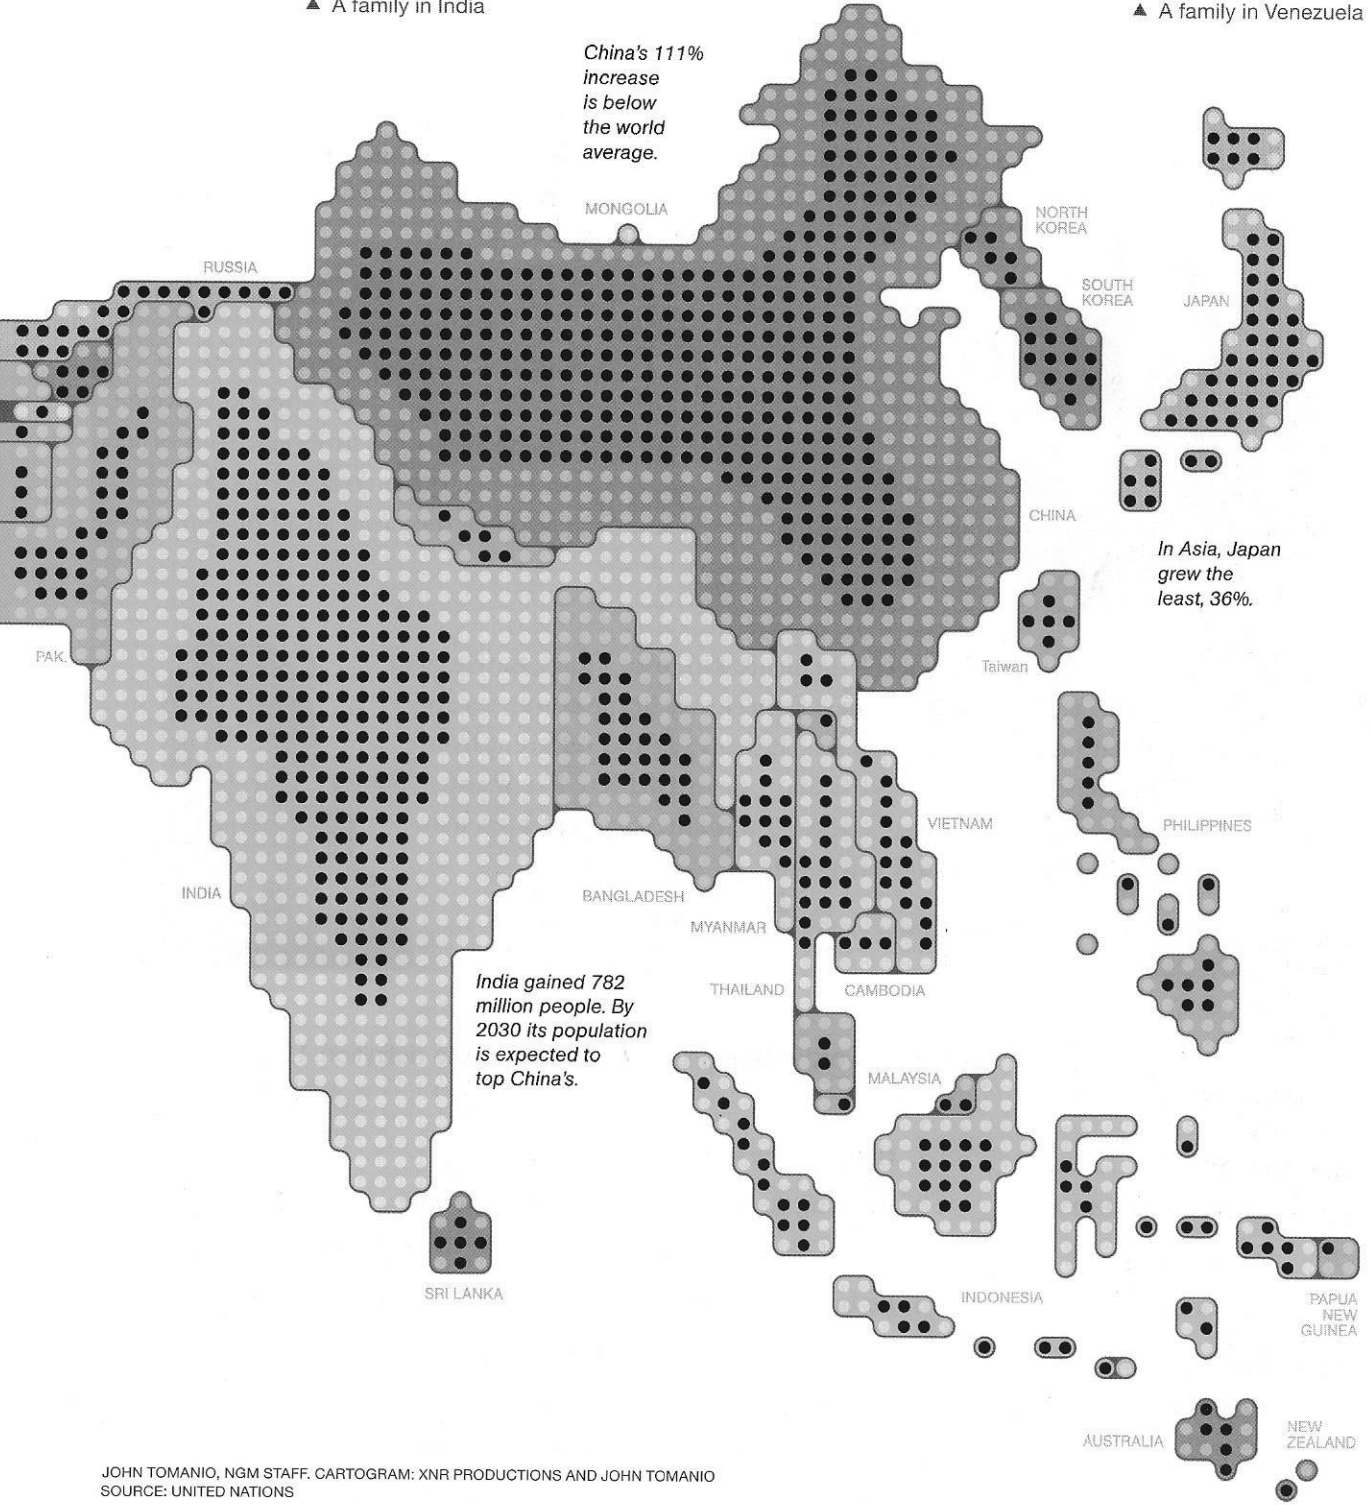 ▲ A family in India
▲ A family in Venezuela
China's 111%
increase
is below
the world
average.
MONGOLIA
NORTH
KOREA
RUSSIA
SOUTH
KOREA
JAPAN
CHINA
In Asia, Japan
grew the
least, 36%.
PAK.
Taiwan
VIETNAM
PHILIPPINES
INDIA
BANGLADESH
MYANMAR
India gained 782
million people. By
2030 its population
is expected to
top China's.
THAILAND
CAMBODIA
MALAYSIA
SRI LANKA
INDONESIA
PAPUA
NEW
GUINEA
AUSTRALIA
NEW
ZEALAND
JOHN TOMANIO, NGM STAFF. CARTOGRAM: XNR PRODUCTIONS AND JOHN TOMANIO
SOURCE: UNITED NATIONS